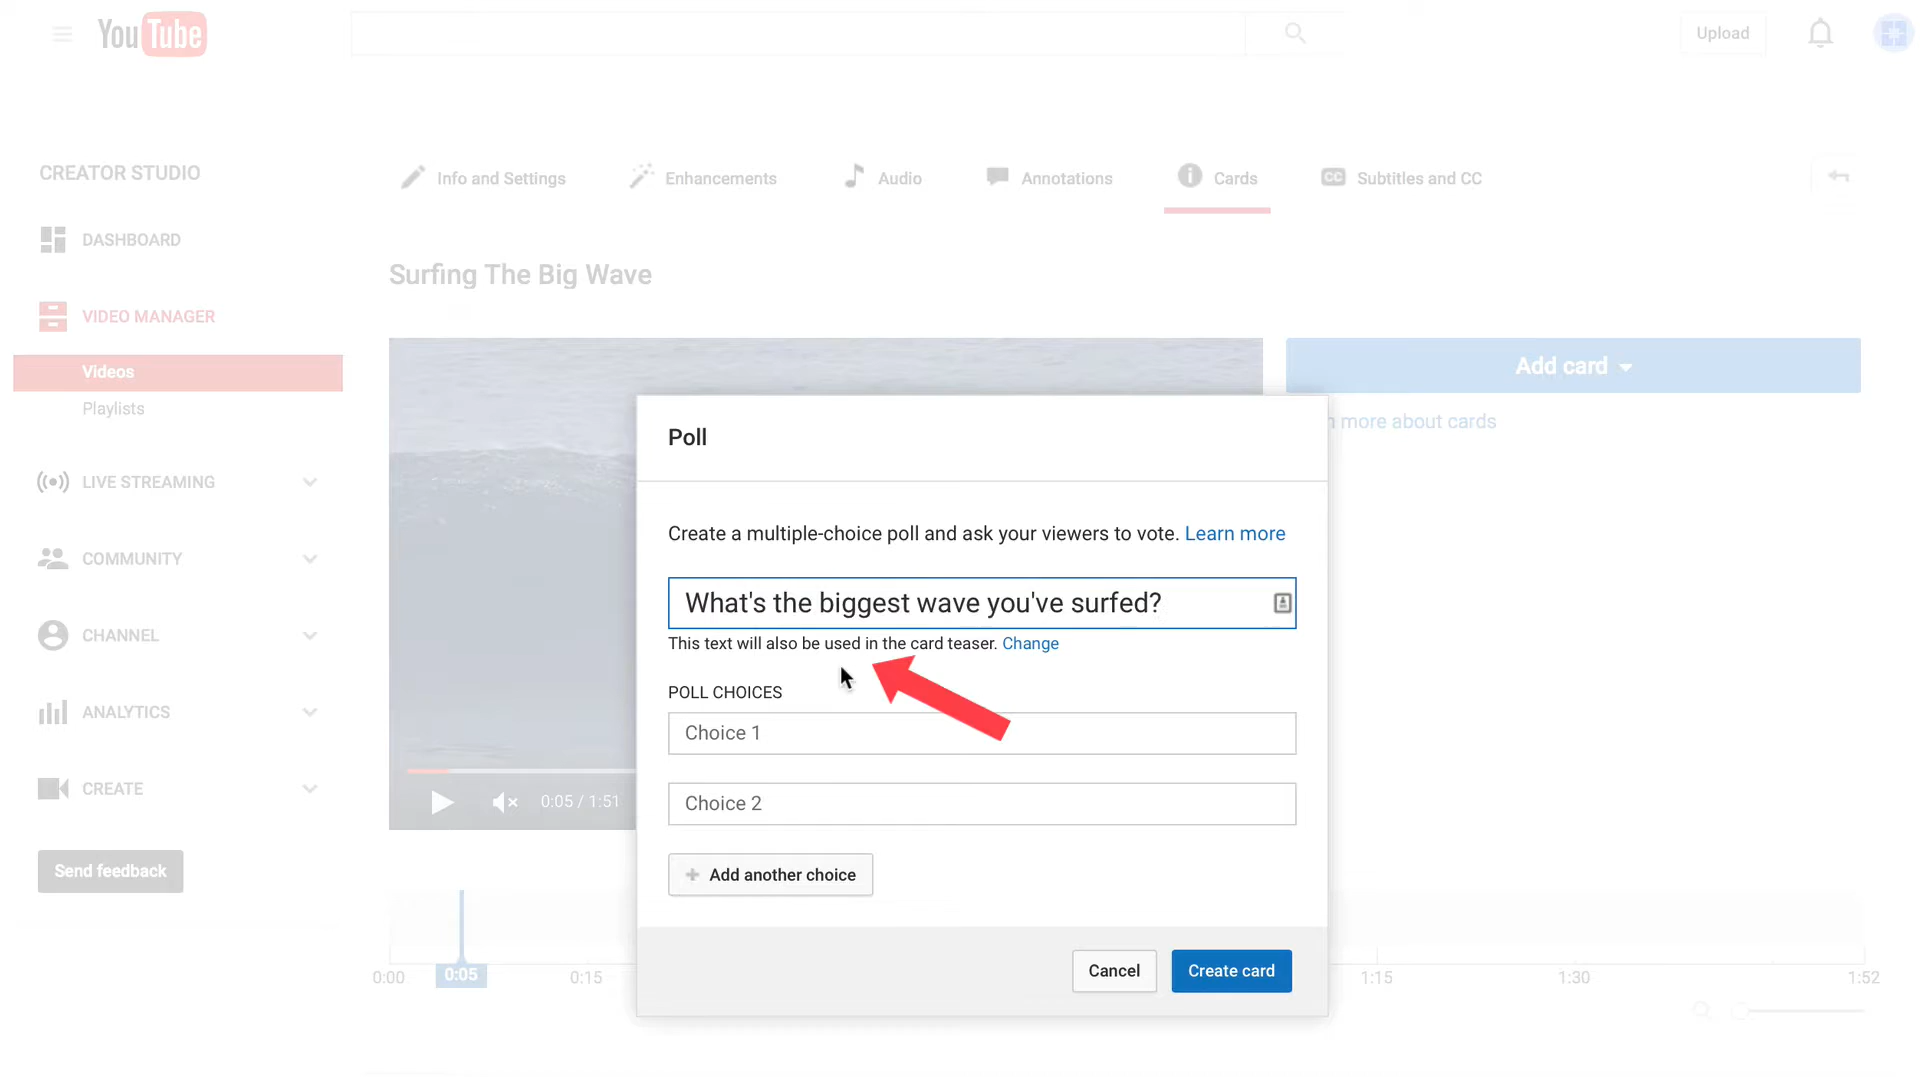 YouTube
Upload
CREATOR STUDIO
Info and Settings
Enhancements
Audio
Annotations
Cards
CC
Subtitles and CC
DASHBOARD
Surfing The Big Wave
VIDEO MANAGER
Videos
Playlists
Add card
more about cards
Poll
LIVE STREAMING
Create a multiple-choice poll and ask your viewers to vote. Learn more
COMMUNITY
What's the biggest wave you've surfed?
This text will also be used in the card teaser. Change
CHANNEL
POLL CHOICES
ANALYTICS
Choice 1
CREATE
0:05 / 1:51
Choice 2
Send feedback
+ Add another choice
Cancel
Create card
0:00
0:05
0:15
1:15
1:30
1:52